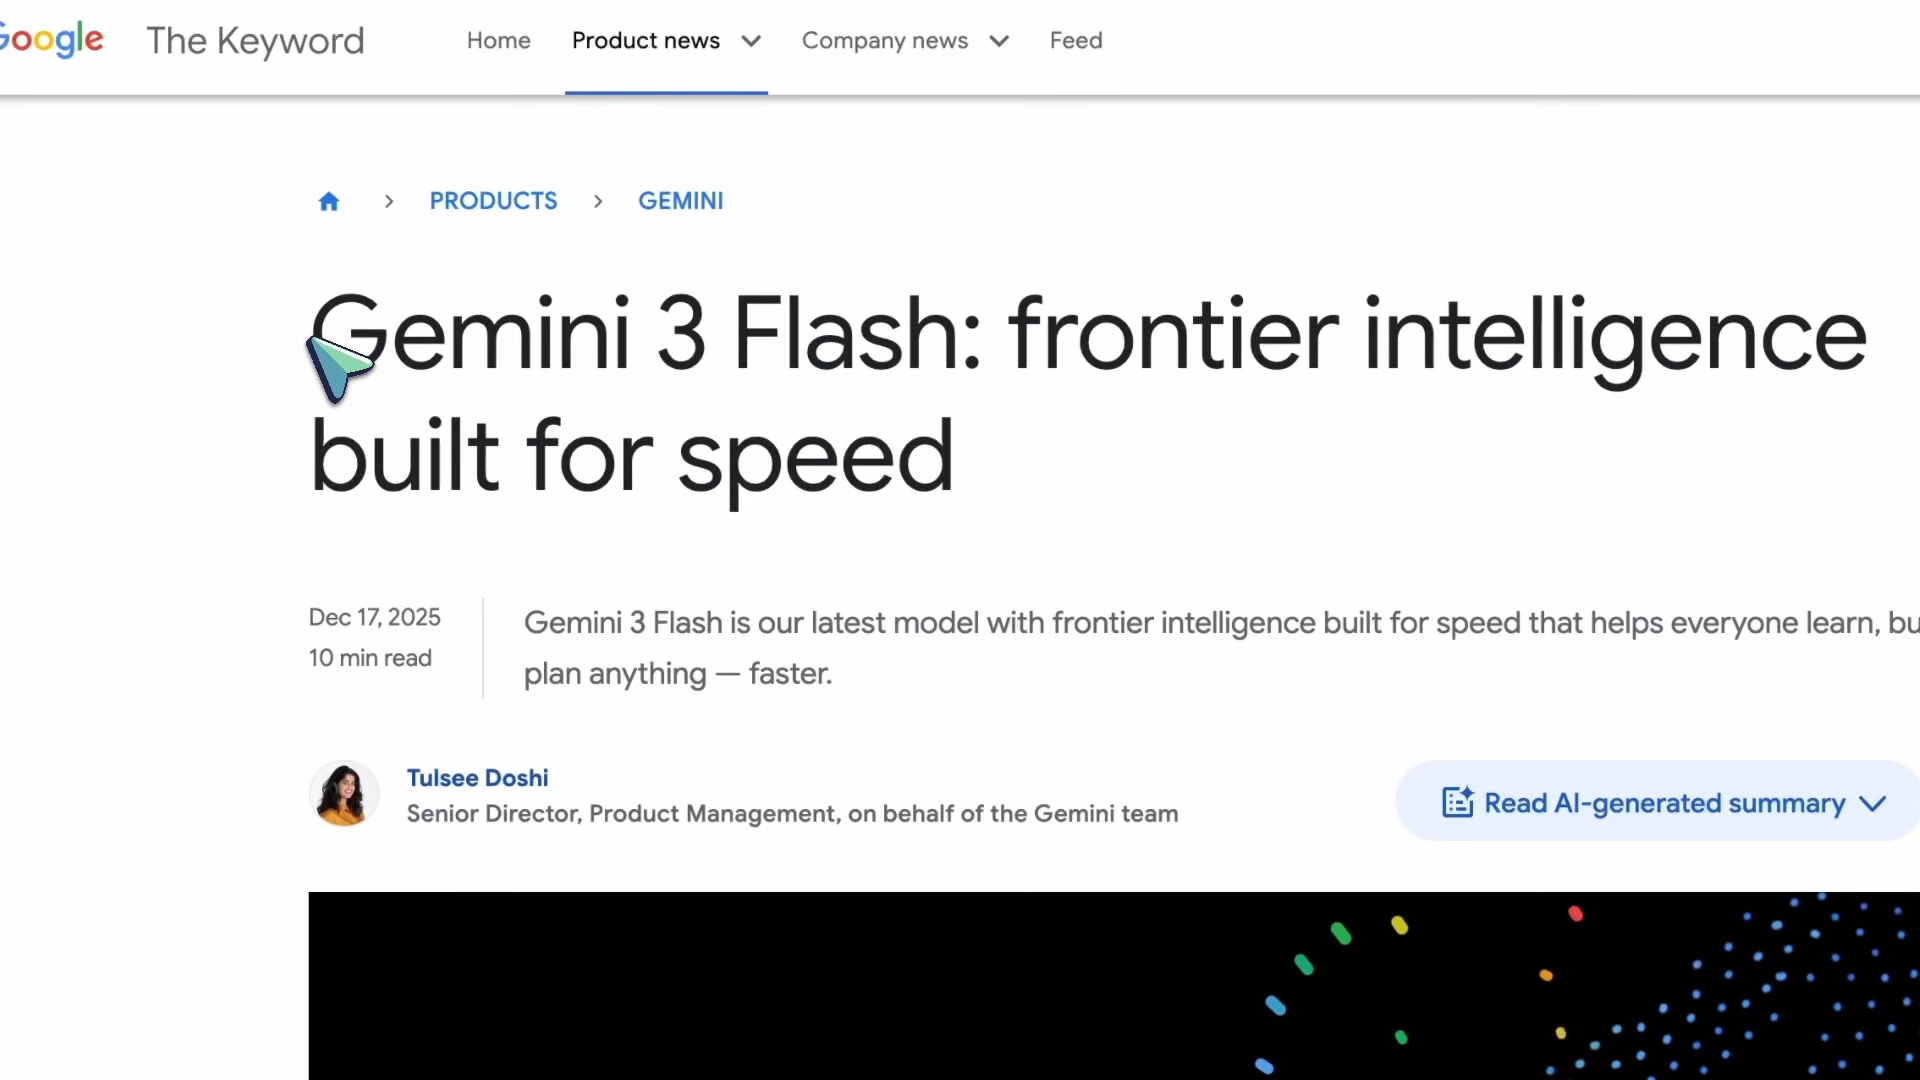 Google The Keyword Home Product news Company news Feed
PRODUCTS GEMINI
Gemini 3 Flash: frontier intelligence
built for speed
Dec 17, 2025
10 min read
Gemini 3 Flash is our latest model with frontier intelligence built for speed that helps everyone learn,
plan anything — faster.
Tulsee Doshi
Senior Director, Product Management, on behalf of the Gemini team
Read AI-generated summary